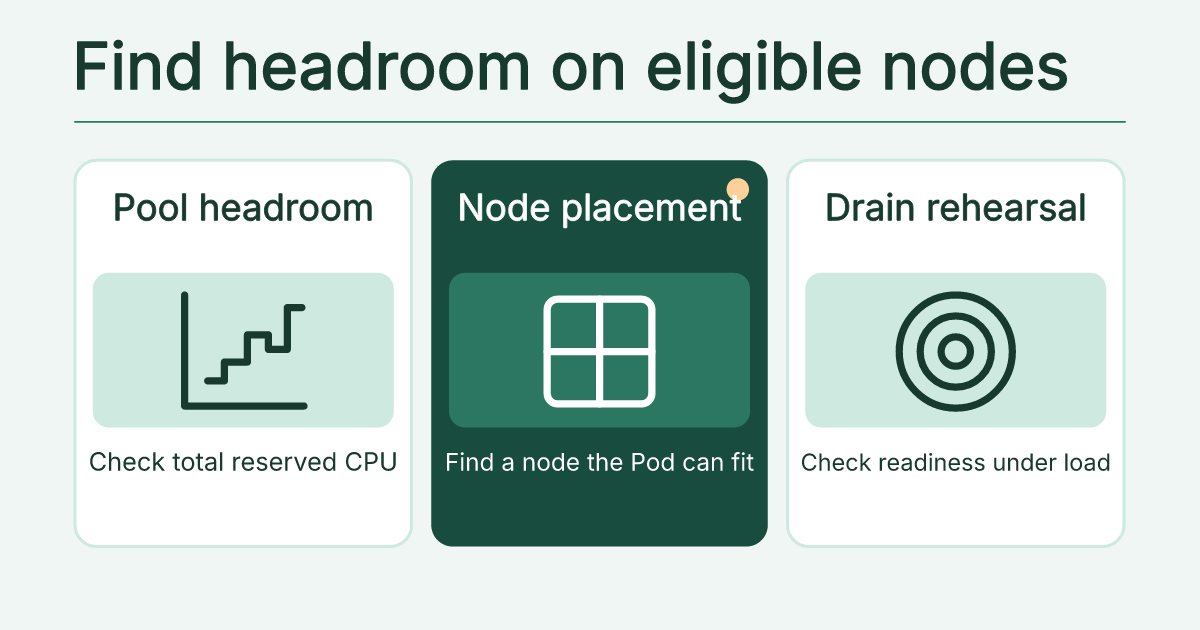 Find headroom on eligible nodes
Pool headroom
Check total reserved CPU
Node placement
Find a node the Pod can fit
Drain rehearsal
Check readiness under load